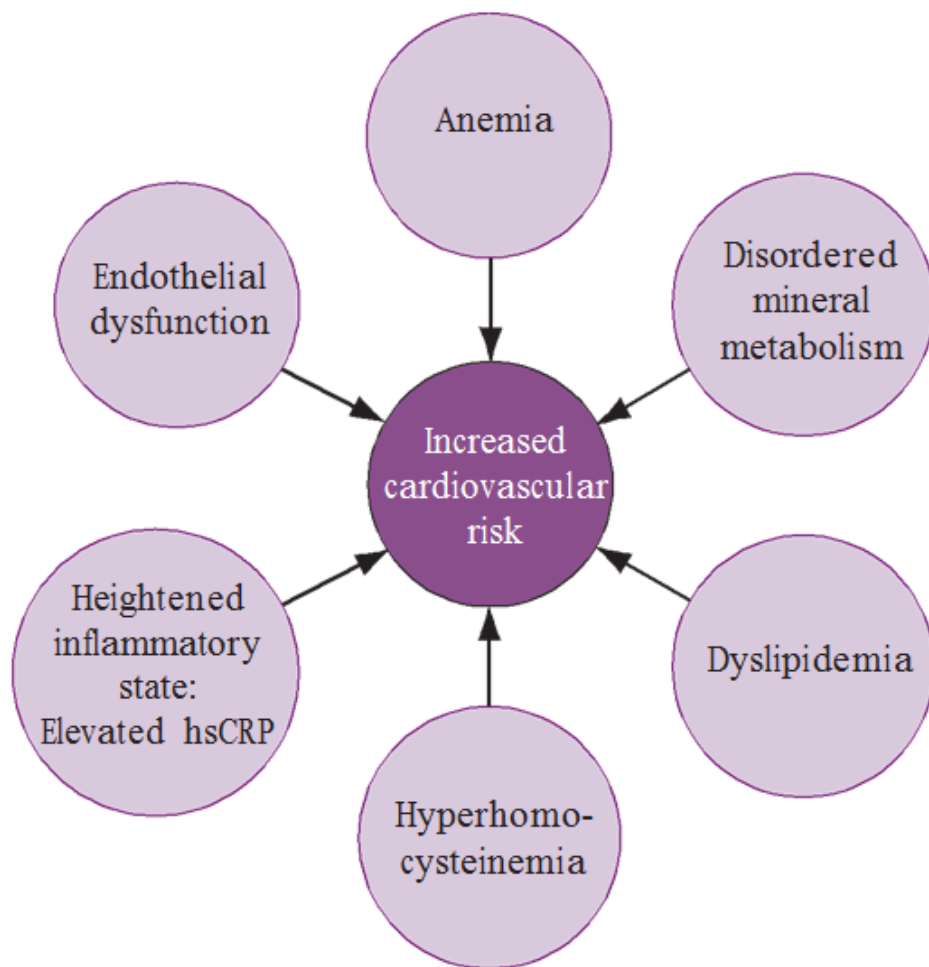 Anemia
Endothelial
dysfunction
Disordered
mineral
metabolism
Increased
cardiovascular
risk
Heightened
inflammatory
state:
Elevated hsCRP
Dyslipidemia
Hyperhomo-
cysteinemia